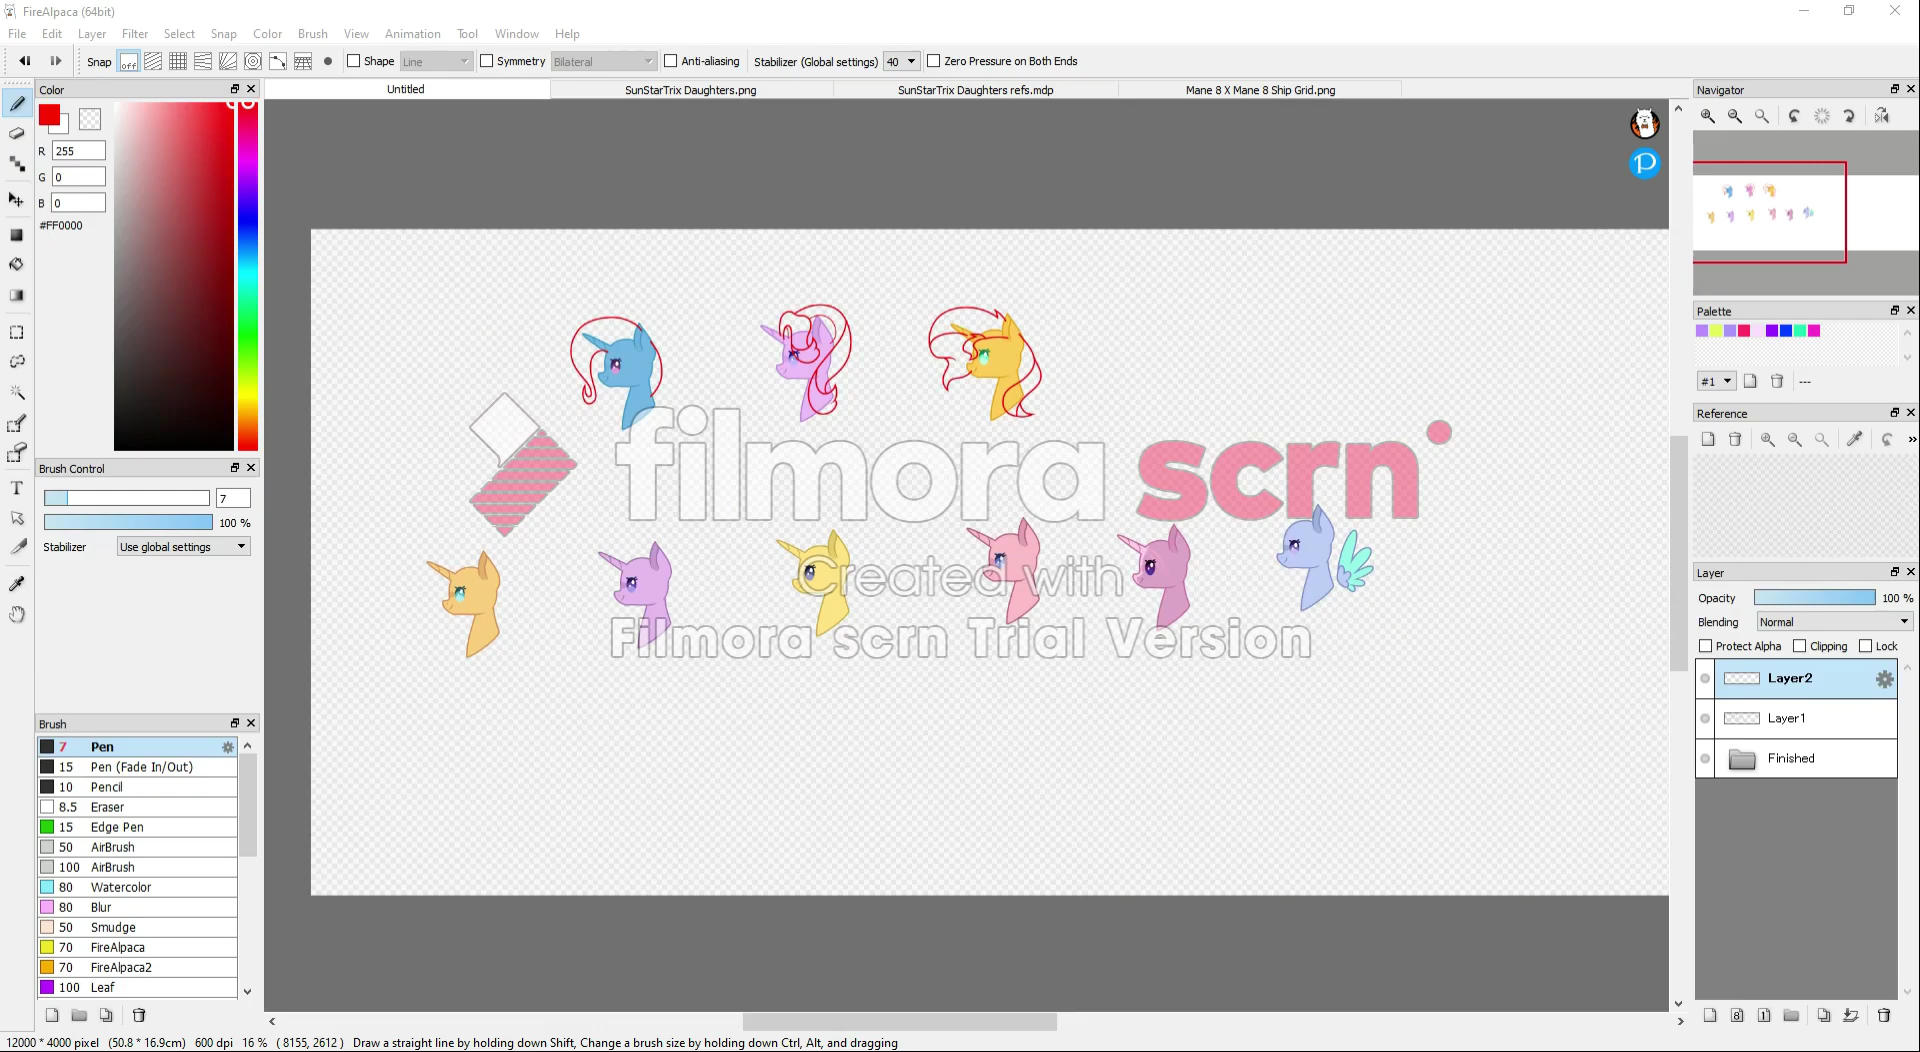 FireAlpaca (64bit)
File Edit Layer Filter Select Snap Color Brush View Animation Tool Window Help
Snap off Shape Line Symmetry Bilateral Anti-aliasing Stabilizer (Global settings) 40 Zero Pressure on Both Ends
Color
Untitled SunStarTrix Daughters.png SunStarTrix Daughters refs.mdp Mane 8 X Mane 8 Ship Grid.png
Navigator
R 255
G 0
B 0
#FF0000
P
Palette
#1 ---
Reference
filmora scrn
Created with
Filmora scrn Trial Version
Brush Control
7
100 %
Stabilizer Use global settings
Layer
Opacity 100 %
Blending Normal
Protect Alpha Clipping Lock
Layer2
Layer1
Finished
Brush
7 Pen
15 Pen (Fade In/Out)
10 Pencil
8.5 Eraser
15 Edge Pen
50 AirBrush
100 AirBrush
80 Watercolor
80 Blur
50 Smudge
70 FireAlpaca
70 FireAlpaca2
100 Leaf
8 1
12000 * 4000 pixel (50.8 * 16.9cm) 600 dpi 16 % ( 8155, 2612 ) Draw a straight line by holding down Shift, Change a brush size by holding down Ctrl, Alt, and dragging